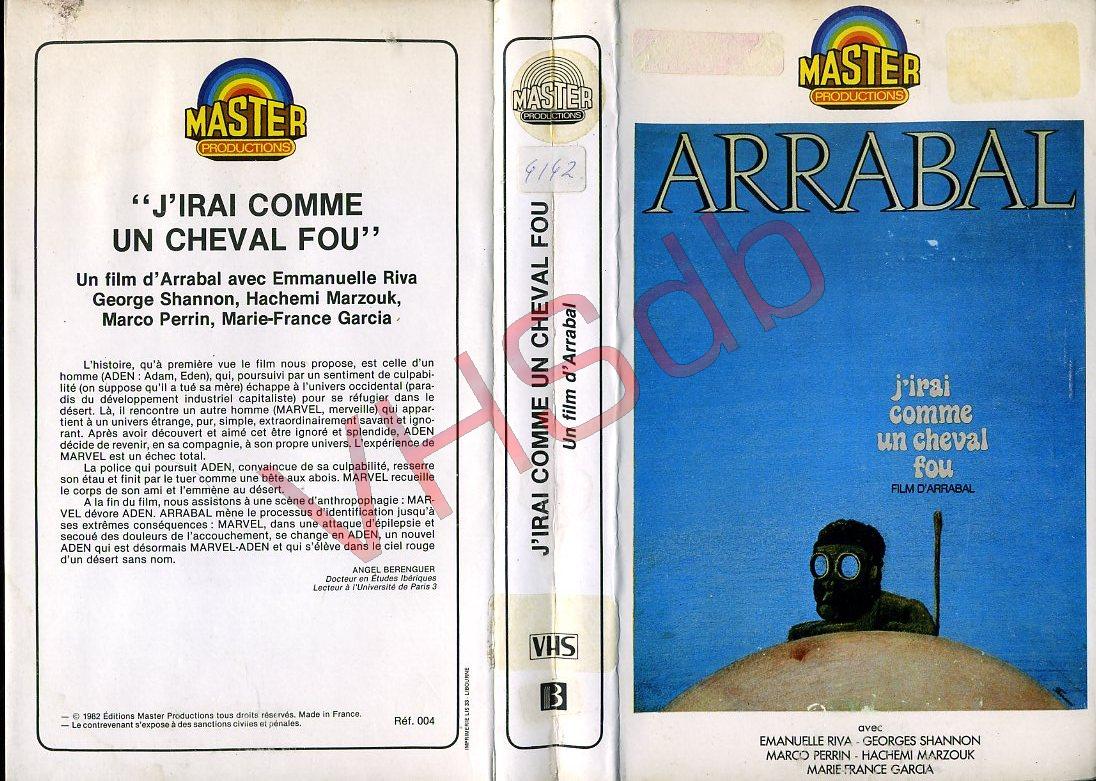 MASTER
PRODUCTIONS
‘‘J'IRAI COMME
UN CHEVAL FOU’’
Un film d'Arrabal avec Emmanuelle Riva
George Shannon, Hachemi Marzouk,
Marco Perrin, Marie-France Garcia
L'histoire, qu'à première vue le film nous propose, est celle d'un
homme (ADEN : Adam, Eden), qui, poursuivi par un sentiment de culpabi-
lité (on suppose qu'il a tué sa mère) échappe à l'univers occidental (para-
dis du développement industriel capitaliste) pour se réfugier dans le
désert. Là, il rencontre un autre homme (MARVEL, merveille) qui appar-
tient à un univers étrange, pur, simple, extraordinairement savant et igno-
rant. Après avoir découvert et aimé cet être ignoré et splendide, ADEN
décide de revenir, en sa compagnie, à son propre univers. L'expérience de
MARVEL est un échec total.
La police qui poursuit ADEN, convaincue de sa culpabilité, resserre
son étau et finit par le tuer comme une bête aux abois. MARVEL recueille
le corps de son ami et l'emmène au désert.
A la fin du film, nous assistons à une scène d'anthropophagie : MAR-
VEL dévore ADEN. ARRABAL mène le processus d'identification jusqu'à
ses extrêmes conséquences : MARVEL, dans une attaque d'épilepsie et
secoué des douleurs de l'accouchement, se change en ADEN, un nouvel
ADEN qui est désormais MARVEL-ADEN et qui s'élève dans le ciel rouge
d'un désert sans nom.
ANGEL BERENGUER
Docteur en Études Ibériques
Lecteur à l'Université de Paris 3
— © 1982 Éditions Master Productions tous droits réservés. Made in France.
— Le contrevenant s'expose à des sanctions civiles et pénales.
Réf. 004
IMPRIMERIE LIS 33 - LIBOURNE
MASTER
PRODUCTIONS
4142
J'IRAI COMME UN CHEVAL FOU
Un film d'Arrabal
VHS
B
MASTER
PRODUCTIONS
ARRABAL
j'irai
comme
un cheval
fou
FILM D'ARRABAL
avec
EMANUELLE RIVA - GEORGES SHANNON
MARCO PERRIN - HACHEMI MARZOUK
MARIE-FRANCE GARCIA
VHSdb